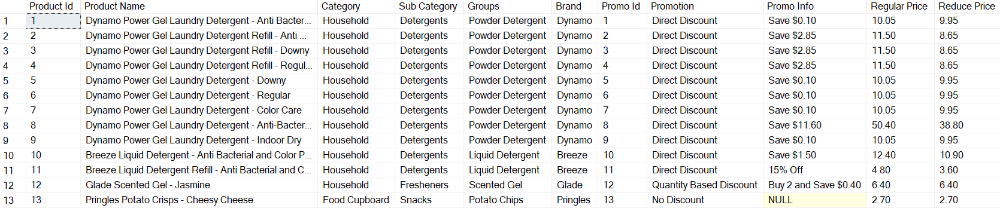 Product Id Product Name Category Sub Category Groups Brand Promo Id Promotion Promo Info Regular Price Reduce Price
1 1 Dynamo Power Gel Laundry Detergent - Anti Bacter... Household Detergents Powder Detergent Dynamo 1 Direct Discount Save $0.10 10.05 9.95
2 2 Dynamo Power Gel Laundry Detergent Refill - Anti ... Household Detergents Powder Detergent Dynamo 2 Direct Discount Save $2.85 11.50 8.65
3 3 Dynamo Power Gel Laundry Detergent Refill - Downy Household Detergents Powder Detergent Dynamo 3 Direct Discount Save $2.85 11.50 8.65
4 4 Dynamo Power Gel Laundry Detergent Refill - Regul... Household Detergents Powder Detergent Dynamo 4 Direct Discount Save $2.85 11.50 8.65
5 5 Dynamo Power Gel Laundry Detergent - Downy Household Detergents Powder Detergent Dynamo 5 Direct Discount Save $0.10 10.05 9.95
6 6 Dynamo Power Gel Laundry Detergent - Regular Household Detergents Powder Detergent Dynamo 6 Direct Discount Save $0.10 10.05 9.95
7 7 Dynamo Power Gel Laundry Detergent - Color Care Household Detergents Powder Detergent Dynamo 7 Direct Discount Save $0.10 10.05 9.95
8 8 Dynamo Power Gel Laundry Detergent - Anti-Bacter... Household Detergents Powder Detergent Dynamo 8 Direct Discount Save $11.60 50.40 38.80
9 9 Dynamo Power Gel Laundry Detergent - Indoor Dry Household Detergents Powder Detergent Dynamo 9 Direct Discount Save $0.10 10.05 9.95
10 10 Breeze Liquid Detergent - Anti Bacterial and Color P... Household Detergents Liquid Detergent Breeze 10 Direct Discount Save $1.50 12.40 10.90
11 11 Breeze Liquid Detergent Refill - Anti Bacterial and C... Household Detergents Liquid Detergent Breeze 11 Direct Discount 15% Off 4.80 3.60
12 12 Glade Scented Gel - Jasmine Household Fresheners Scented Gel Glade 12 Quantity Based Discount Buy 2 and Save $0.40 6.40 6.40
13 13 Pringles Potato Crisps - Cheesy Cheese Food Cupboard Snacks Potato Chips Pringles 13 No Discount NULL 2.70 2.70